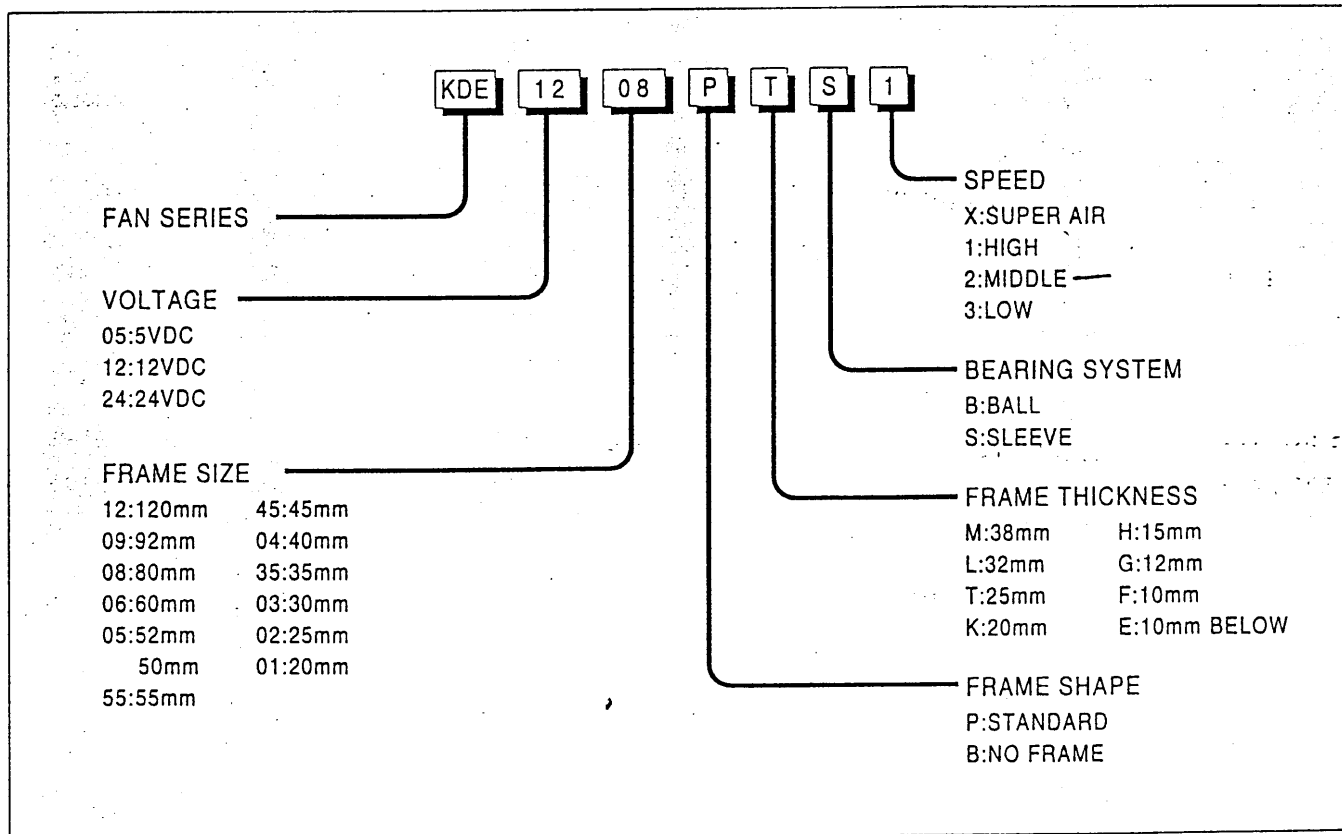 KDE 12 08 P T S 1
FAN SERIES
VOLTAGE
05:5VDC
12:12VDC
24:24VDC
FRAME SIZE
12:120mm 45:45mm
09:92mm 04:40mm
08:80mm 35:35mm
06:60mm 03:30mm
05:52mm 02:25mm
50mm 01:20mm
55:55mm
SPEED
X:SUPER AIR
1:HIGH
2:MIDDLE
3:LOW
BEARING SYSTEM
B:BALL
S:SLEEVE
FRAME THICKNESS
M:38mm H:15mm
L:32mm G:12mm
T:25mm F:10mm
K:20mm E:10mm BELOW
FRAME SHAPE
P:STANDARD
B:NO FRAME